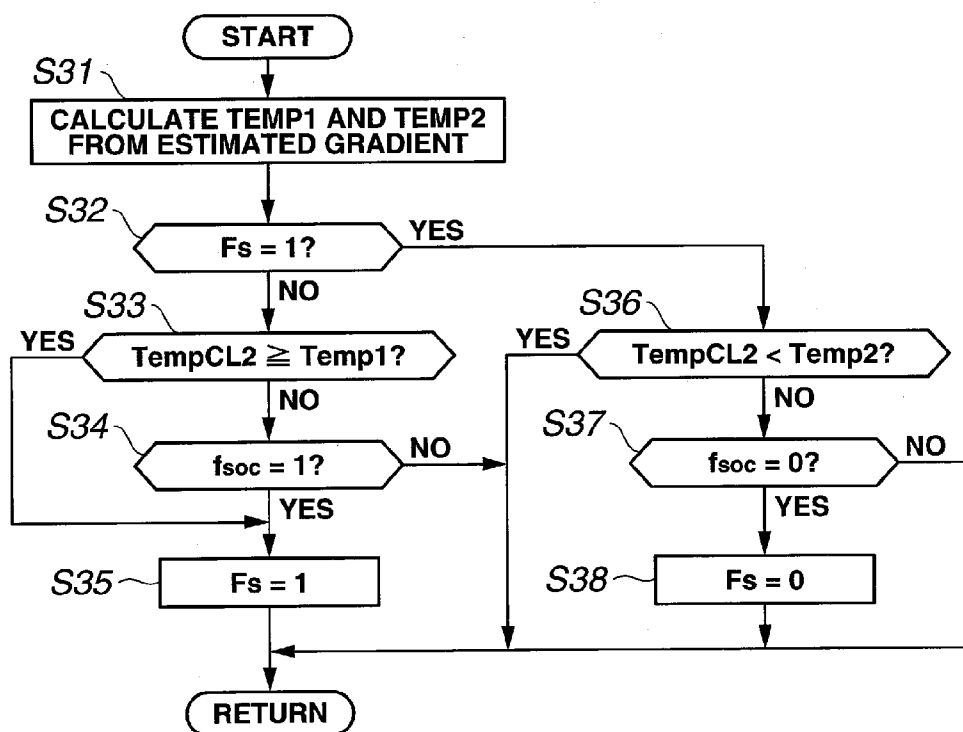 START
S31
CALCULATE TEMP1 AND TEMP2
FROM ESTIMATED GRADIENT
S32
Fs = 1?
YES
NO
S33
YES
TempCL2 ≧ Temp1?
NO
S36
YES
TempCL2 < Temp2?
NO
S34
fsoc = 1?
NO
YES
S37
fsoc = 0?
NO
YES
S35
Fs = 1
S38
Fs = 0
RETURN